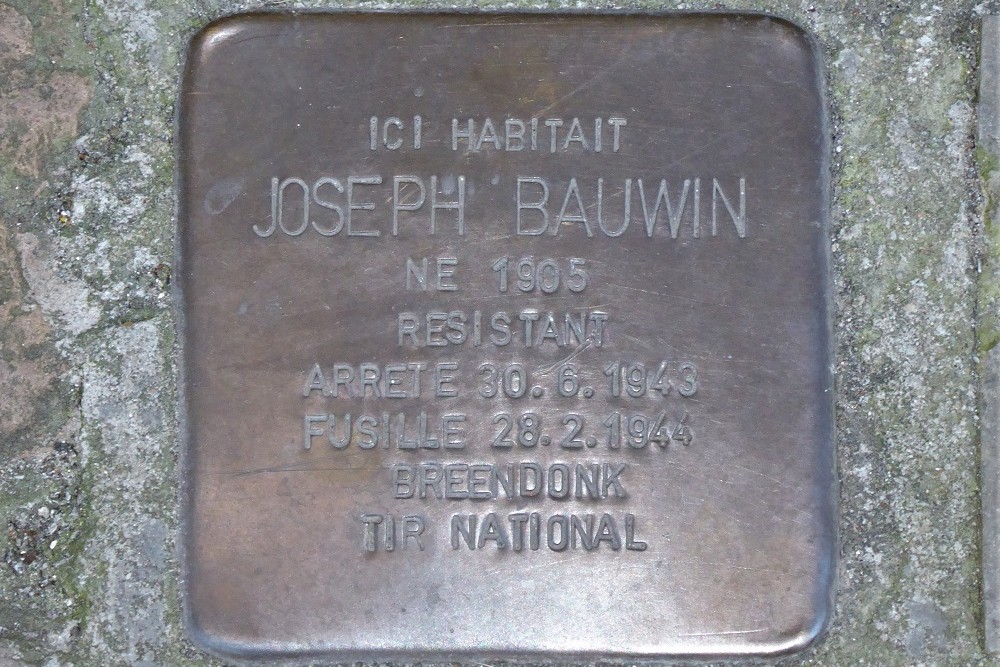 ICI HABITAIT
JOSEPH BAUWIN
NE 1905
RESISTANT
ARRETE 30.6.1943
FUSILLE 28.2.1944
BREENDONK
TIR NATIONAL